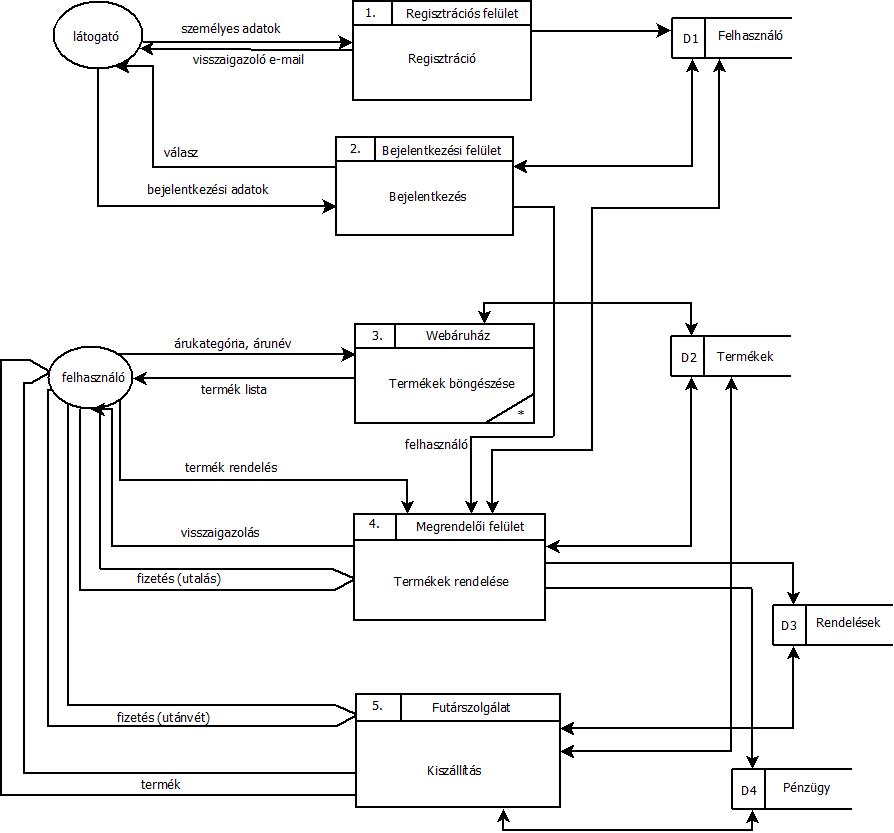 1. Regisztrációs felület
személyes adatok
látogató
D1 Felhasználó
visszaigazoló e-mail
Regisztráció
2. Bejelentkezési felület
válasz
bejelentkezési adatok
Bejelentkezés
3. Webáruház
árukategória, árunév
D2 Termékek
felhasználó
termék lista
Termékek böngészése
*
felhasználó
termék rendelés
4. Megrendelői felület
visszaigazolás
fizetés (utalás)
Termékek rendelése
D3 Rendelések
5. Futárszolgálat
fizetés (utánvét)
Kiszállítás
termék
D4 Pénzügy